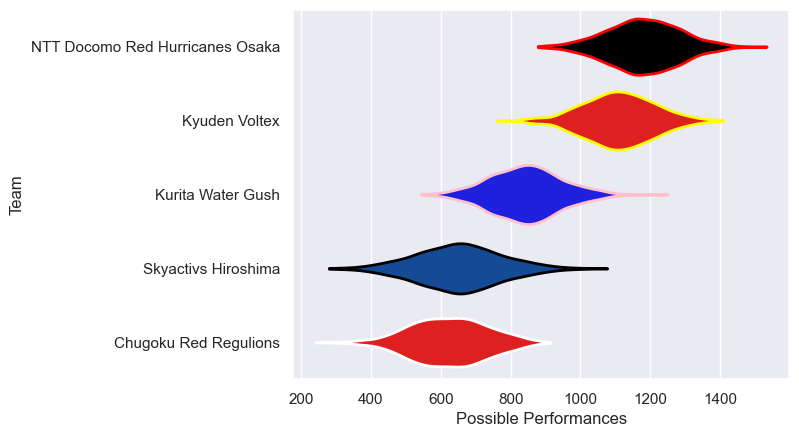 NTT Docomo Red Hurricanes Osaka
Kyuden Voltex
Kurita Water Gush
Skyactivs Hiroshima
Chugoku Red Regulions
Team
200 400 600 800 1000 1200 1400
Possible Performances